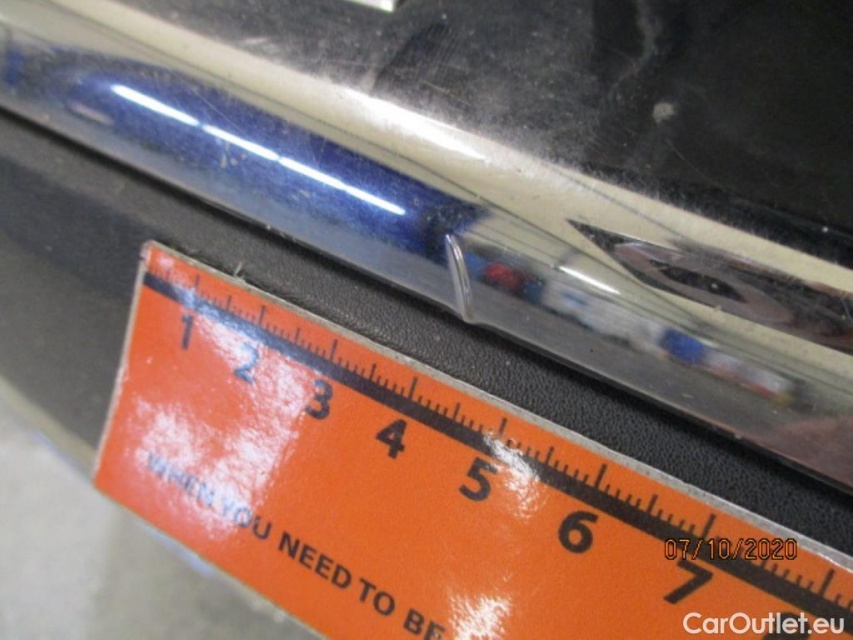 1 2 3 4 5 6 7
WHEN YOU NEED TO BE
07/10/2020
CarOutlet.eu